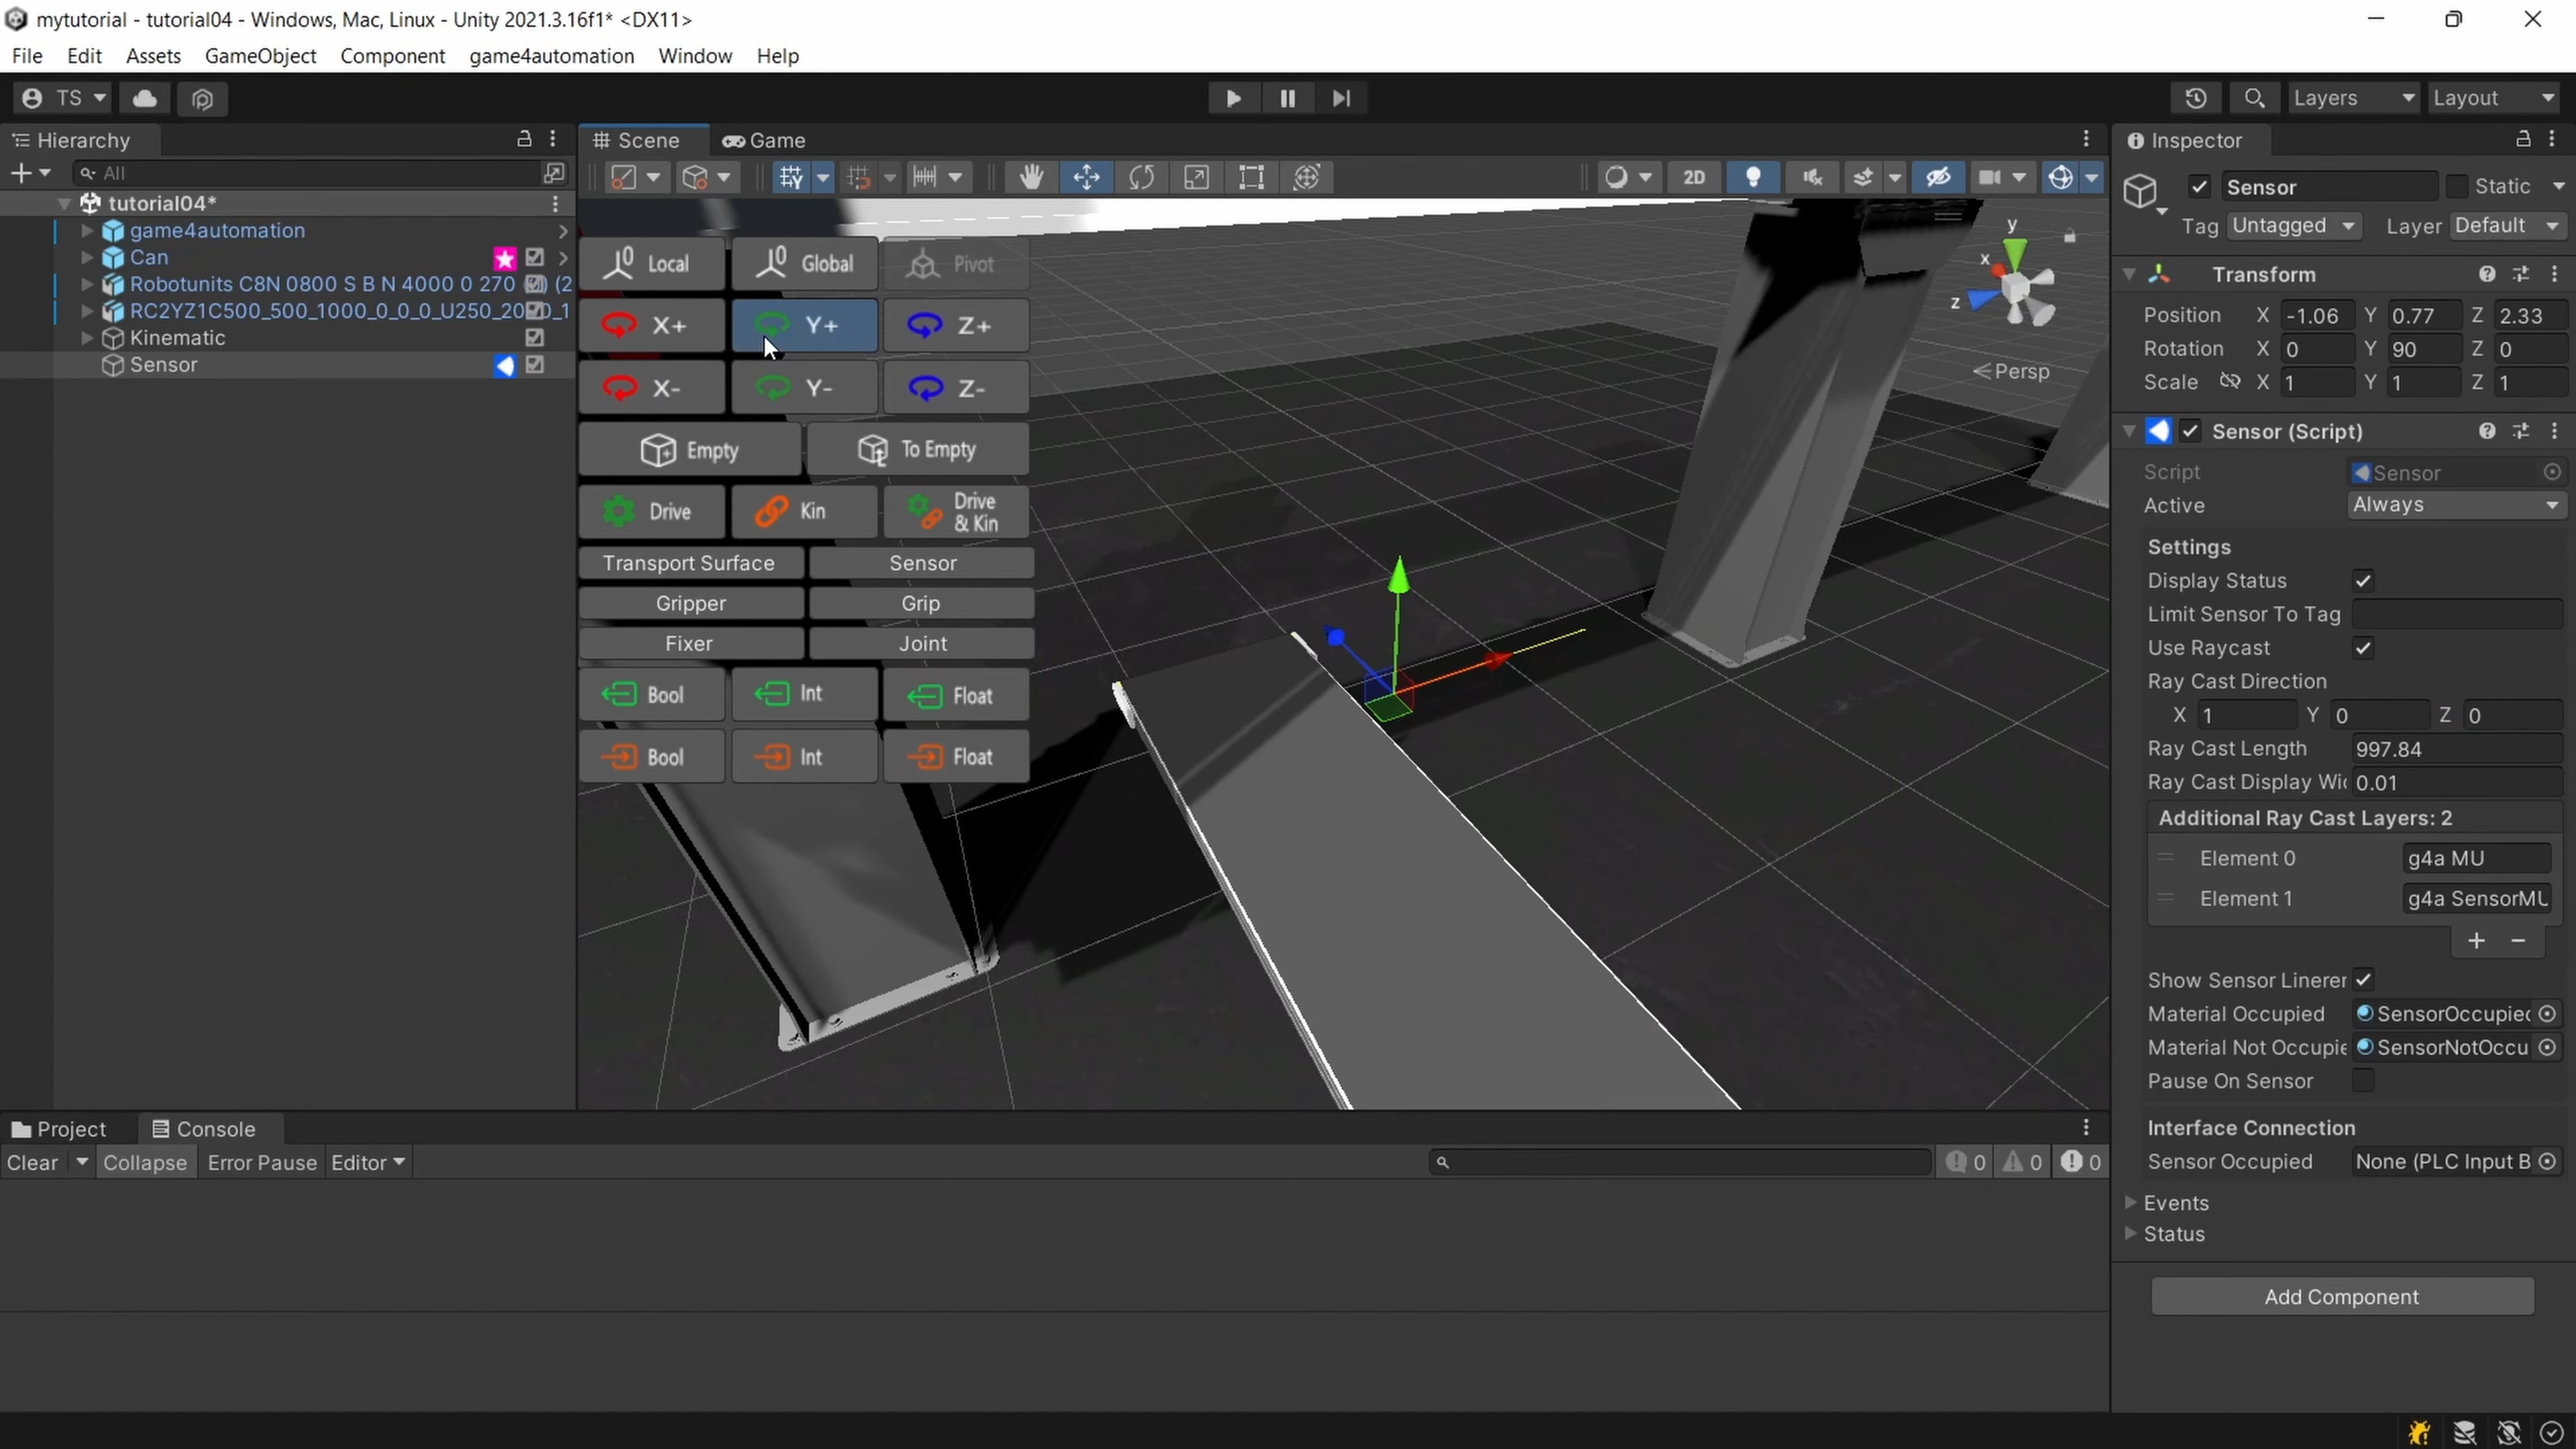 mytutorial - tutorial04 - Windows, Mac, Linux - Unity 2021.3.16f1* <DX11>
File Edit Assets GameObject Component game4automation Window Help
TS Layers Layout
Hierarchy
All
tutorial04*
game4automation
Can
Robotunits C8N 0800 S B N 4000 0 270
RC2YZ1C500_500_1000_0_0_0_U250_20
Kinematic
Sensor
Scene Game
2D
Local Global Pivot
X+ Y+ Z+
X- Y- Z-
Empty To Empty
Drive Kin Drive & Kin
Transport Surface Sensor
Gripper Grip
Fixer Joint
Bool Int Float
Bool Int Float
y
x
z
Persp
Inspector
Sensor Static
Tag Untagged Layer Default
Transform
Position X -1.06 Y 0.77 Z 2.33
Rotation X 0 Y 90 Z 0
Scale X 1 Y 1 Z 1
Sensor (Script)
Script Sensor
Active Always
Settings
Display Status
Limit Sensor To Tag
Use Raycast
Ray Cast Direction
X 1 Y 0 Z 0
Ray Cast Length 997.84
Ray Cast Display Wi 0.01
Additional Ray Cast Layers: 2
Element 0 g4a MU
Element 1 g4a SensorMU
Show Sensor Linerer
Material Occupied SensorOccupied
Material Not Occupie SensorNotOccu
Pause On Sensor
Interface Connection
Sensor Occupied None (PLC Input B
Events
Status
Add Component
Project Console
Clear Collapse Error Pause Editor
0 0 0